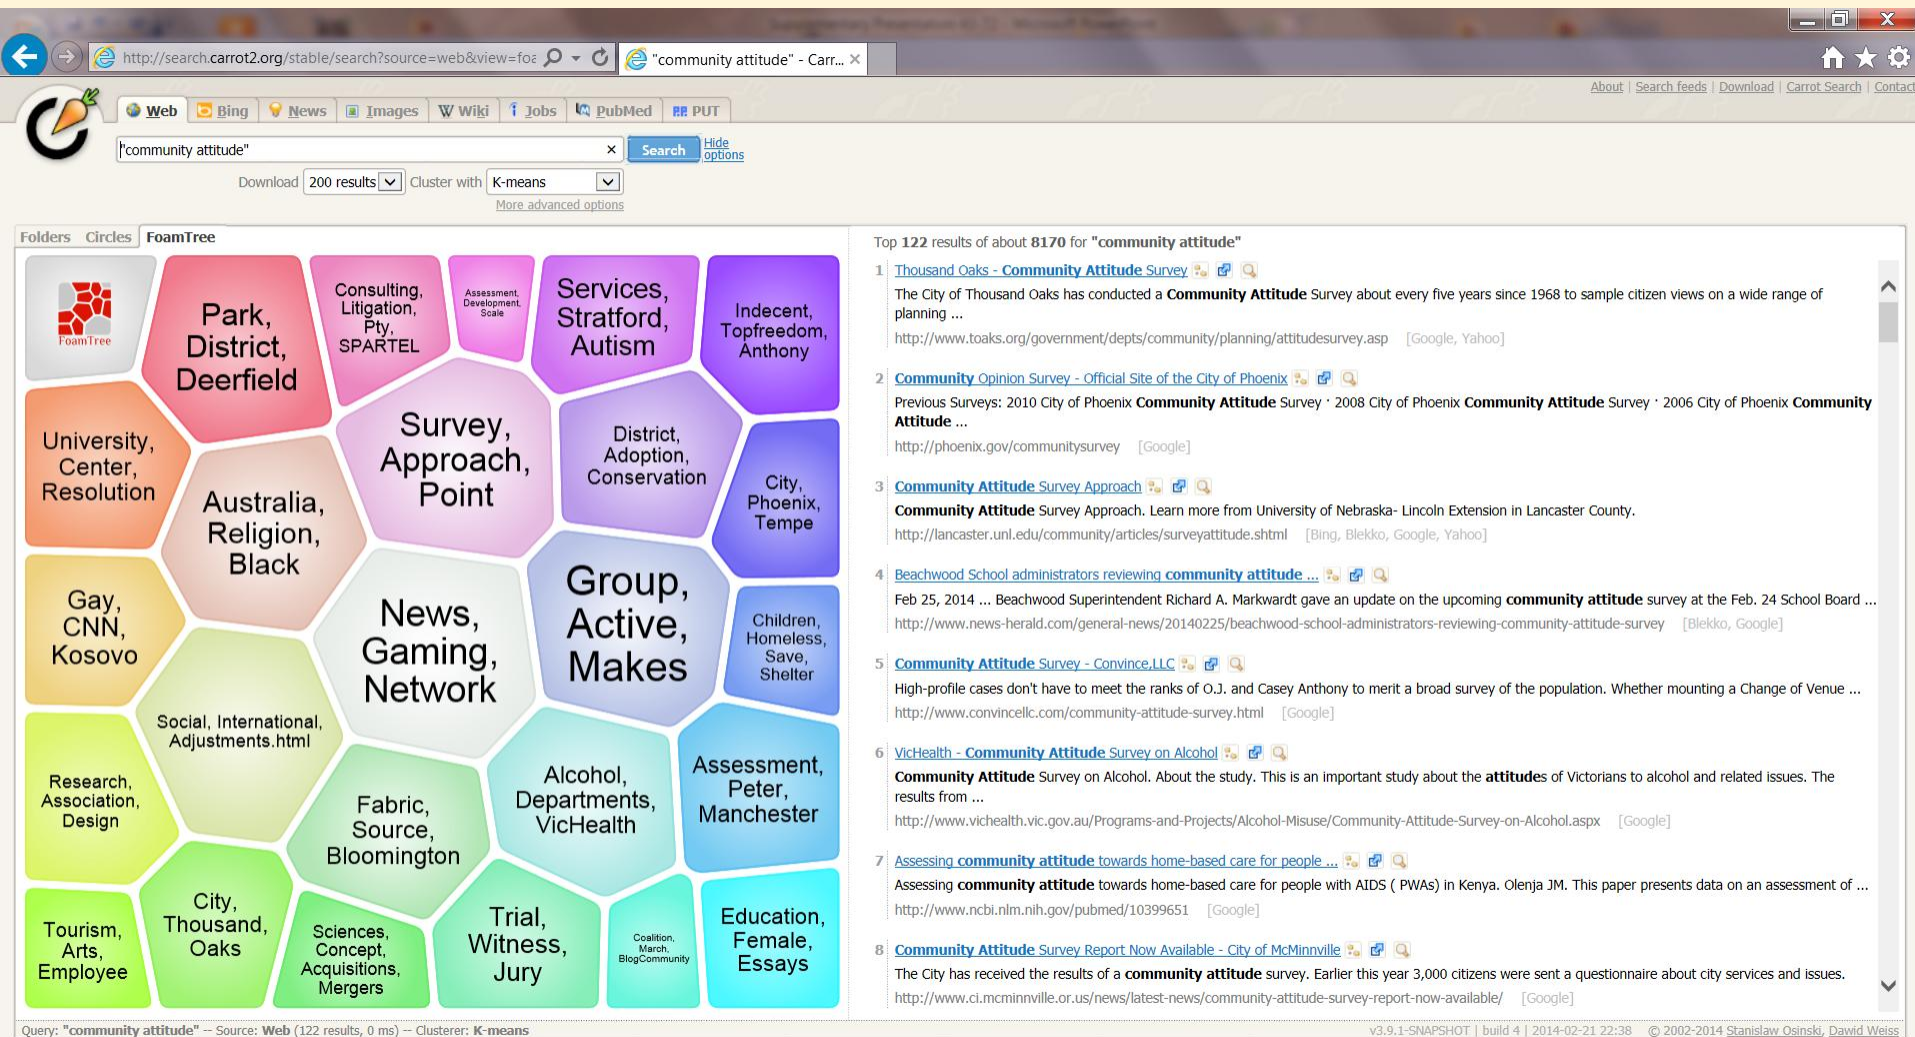 http://search.carrot2.org/stable/search?source=web&view=foa
"community attitude" - Carr...
About | Search feeds | Download | Carrot Search | Contact
Web
Bing
News
Images
Wiki
Jobs
PubMed
PUT
"community attitude"
Search
Hide
options
Download 200 results Cluster with K-means
More advanced options
Folders Circles FoamTree
FoamTree
Park,
District,
Deerfield
Consulting,
Litigation,
Pty,
SPARTEL
Assessment,
Development,
Scale
Services,
Stratford,
Autism
Indecent,
Topfreedom,
Anthony
University,
Center,
Resolution
Australia,
Religion,
Black
Survey,
Approach,
Point
District,
Adoption,
Conservation
City,
Phoenix,
Tempe
Gay,
CNN,
Kosovo
News,
Gaming,
Network
Group,
Active,
Makes
Children,
Homeless,
Save,
Shelter
Social, International,
Adjustments.html
Research,
Association,
Design
Fabric,
Source,
Bloomington
Alcohol,
Departments,
VicHealth
Assessment,
Peter,
Manchester
Tourism,
Arts,
Employee
City,
Thousand,
Oaks
Sciences,
Concept,
Acquisitions,
Mergers
Trial,
Witness,
Jury
Coalition,
March,
BlogCommunity
Education,
Female,
Essays
Top 122 results of about 8170 for "community attitude"
1 Thousand Oaks - Community Attitude Survey
The City of Thousand Oaks has conducted a Community Attitude Survey about every five years since 1968 to sample citizen views on a wide range of
planning ...
http://www.toaks.org/government/depts/community/planning/attitudesurvey.asp [Google, Yahoo]
2 Community Opinion Survey - Official Site of the City of Phoenix
Previous Surveys: 2010 City of Phoenix Community Attitude Survey · 2008 City of Phoenix Community Attitude Survey · 2006 City of Phoenix Community
Attitude ...
http://phoenix.gov/communitysurvey [Google]
3 Community Attitude Survey Approach
Community Attitude Survey Approach. Learn more from University of Nebraska- Lincoln Extension in Lancaster County.
http://lancaster.unl.edu/community/articles/surveyattitude.shtml [Bing, Blekko, Google, Yahoo]
4 Beachwood School administrators reviewing community attitude ...
Feb 25, 2014 ... Beachwood Superintendent Richard A. Markwardt gave an update on the upcoming community attitude survey at the Feb. 24 School Board ...
http://www.news-herald.com/general-news/20140225/beachwood-school-administrators-reviewing-community-attitude-survey [Blekko, Google]
5 Community Attitude Survey - Convince,LLC
High-profile cases don't have to meet the ranks of O.J. and Casey Anthony to merit a broad survey of the population. Whether mounting a Change of Venue ...
http://www.convincellc.com/community-attitude-survey.html [Google]
6 VicHealth - Community Attitude Survey on Alcohol
Community Attitude Survey on Alcohol. About the study. This is an important study about the attitudes of Victorians to alcohol and related issues. The
results from ...
http://www.vichealth.vic.gov.au/Programs-and-Projects/Alcohol-Misuse/Community-Attitude-Survey-on-Alcohol.aspx [Google]
7 Assessing community attitude towards home-based care for people ...
Assessing community attitude towards home-based care for people with AIDS ( PWAs) in Kenya. Olenja JM. This paper presents data on an assessment of ...
http://www.ncbi.nlm.nih.gov/pubmed/10399651 [Google]
8 Community Attitude Survey Report Now Available - City of McMinnville
The City has received the results of a community attitude survey. Earlier this year 3,000 citizens were sent a questionnaire about city services and issues.
http://www.ci.mcminnville.or.us/news/latest-news/community-attitude-survey-report-now-available/ [Google]
Query: "community attitude" -- Source: Web (122 results, 0 ms) -- Clusterer: K-means
v3.9.1-SNAPSHOT | build 4 | 2014-02-21 22:38 © 2002-2014 Stanislaw Osinski, Dawid Weiss